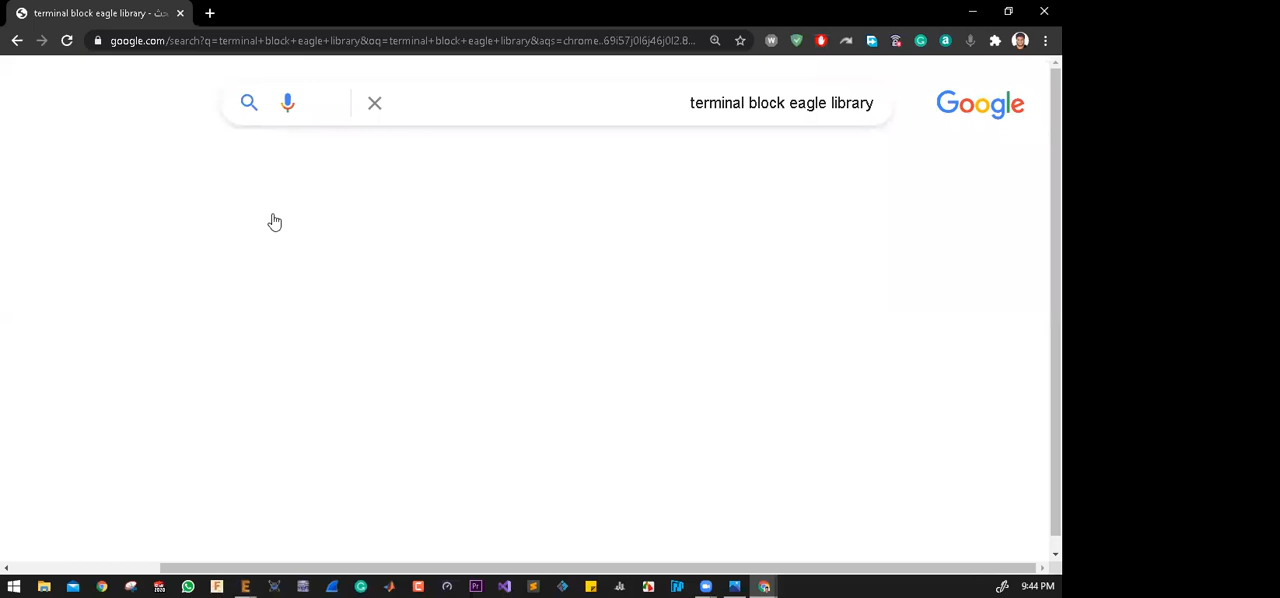 terminal block eagle library - بحث
google.com/search?q=terminal+block+eagle+library&oq=terminal+block+eagle+library&aqs=chrome..69i57j0l6j46j0l2.8...
terminal block eagle library
Google
9:44 PM